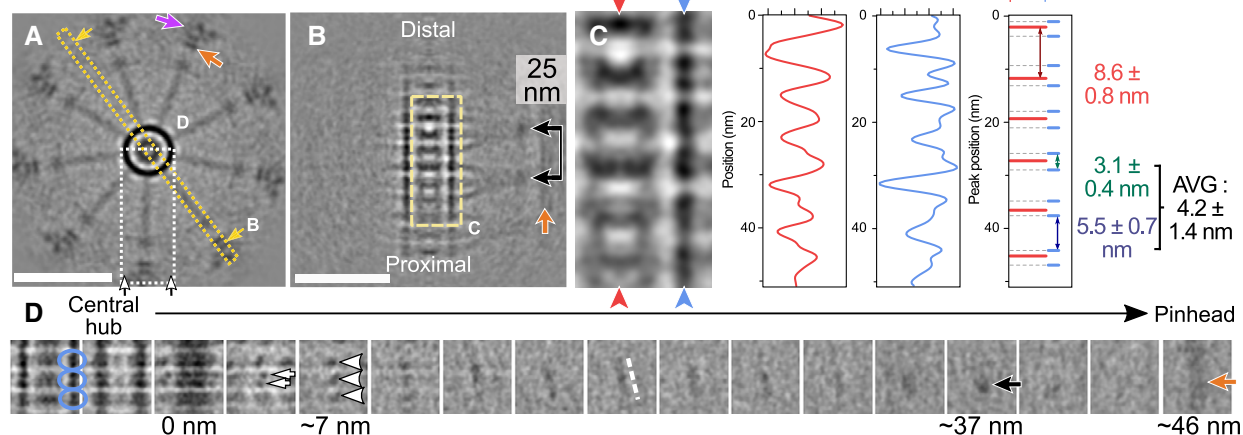 A
D
B
B
Distal
25
nm
C
Proximal
C
0
20
40
Position (nm)
0
20
40
Peak position (nm)
0
20
40
8.6 ±
0.8 nm
3.1 ±
0.4 nm
5.5 ± 0.7
nm
AVG :
4.2 ±
1.4 nm
D
Central
hub
Pinhead
0 nm
~7 nm
~37 nm
~46 nm